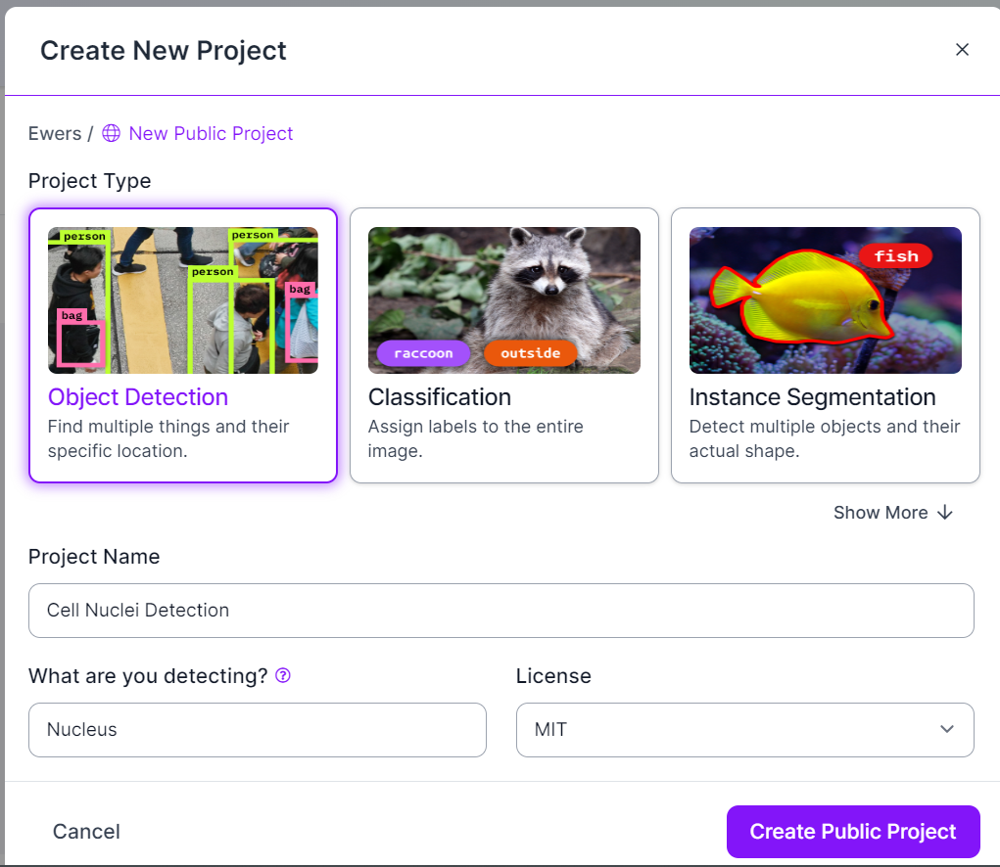 Create New Project
Ewers / New Public Project
Project Type
person
person
person
bag
bag
Object Detection
Find multiple things and their
specific location.
raccoon
outside
Classification
Assign labels to the entire
image.
fish
Instance Segmentation
Detect multiple objects and their
actual shape.
Show More
Project Name
Cell Nuclei Detection
What are you detecting?
Nucleus
License
MIT
Cancel
Create Public Project